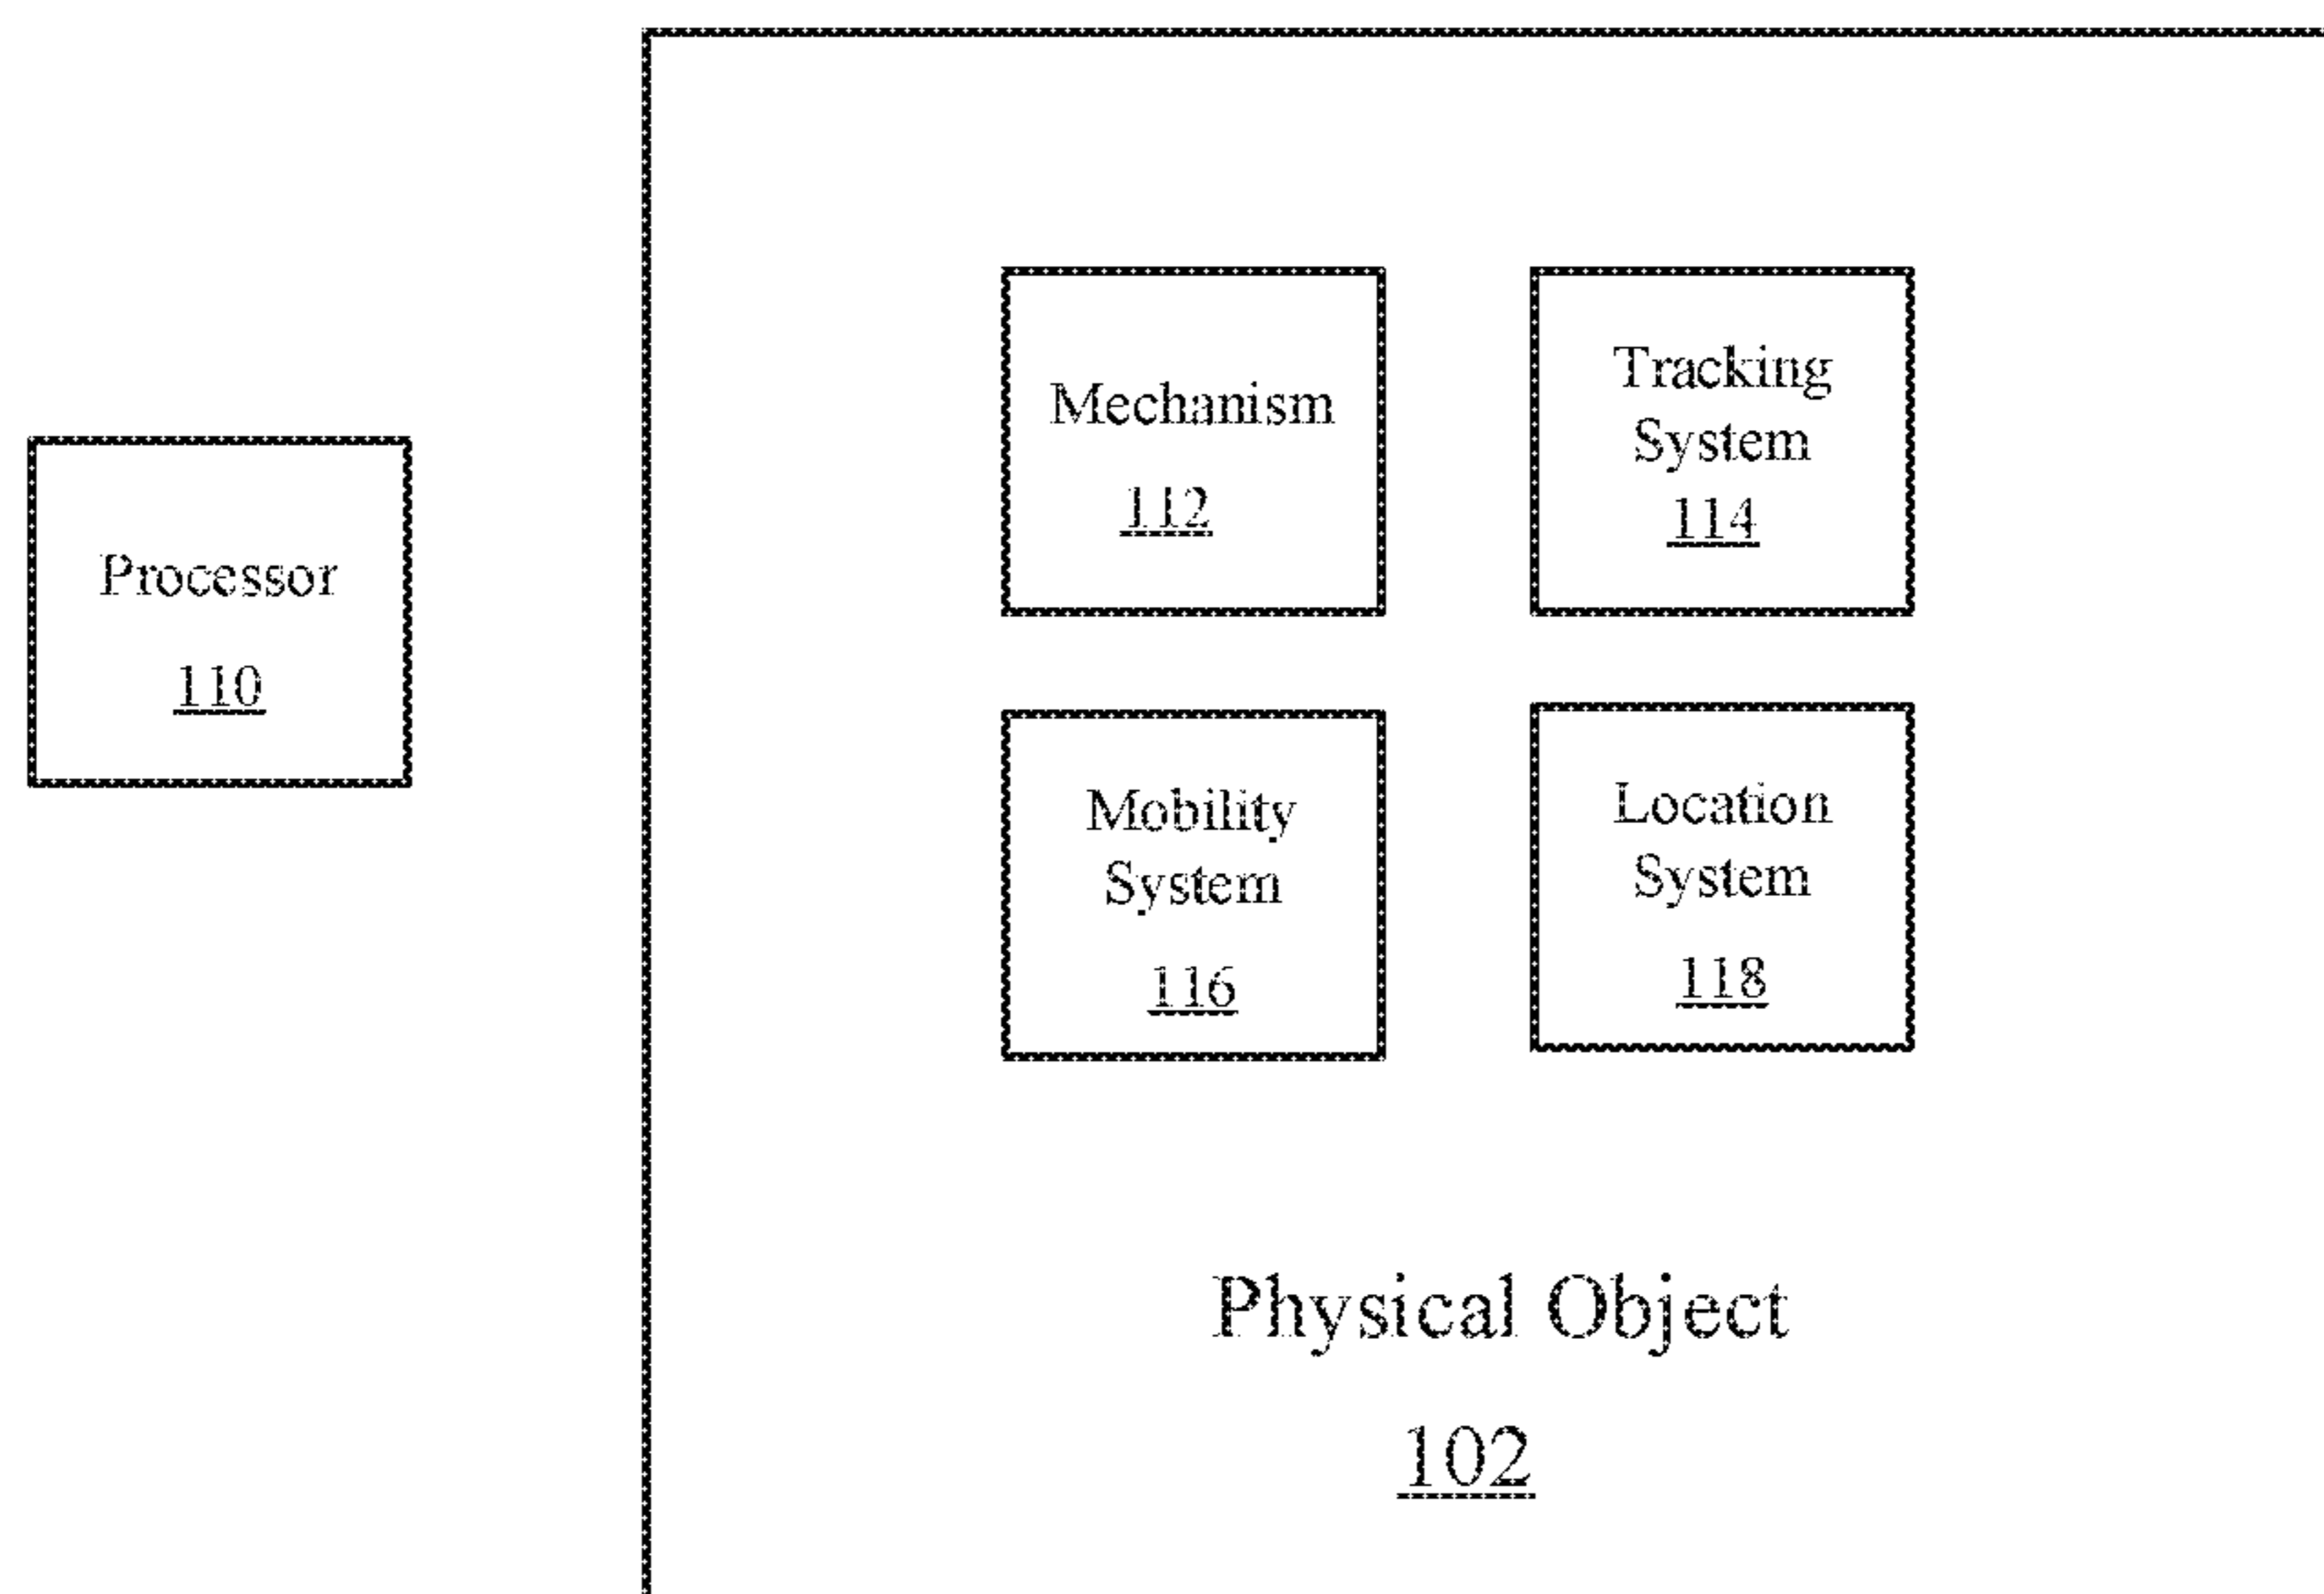 Processor
110
Mechanism
112
Tracking
System
114
Mobility
System
116
Location
System
118
Physical Object
102